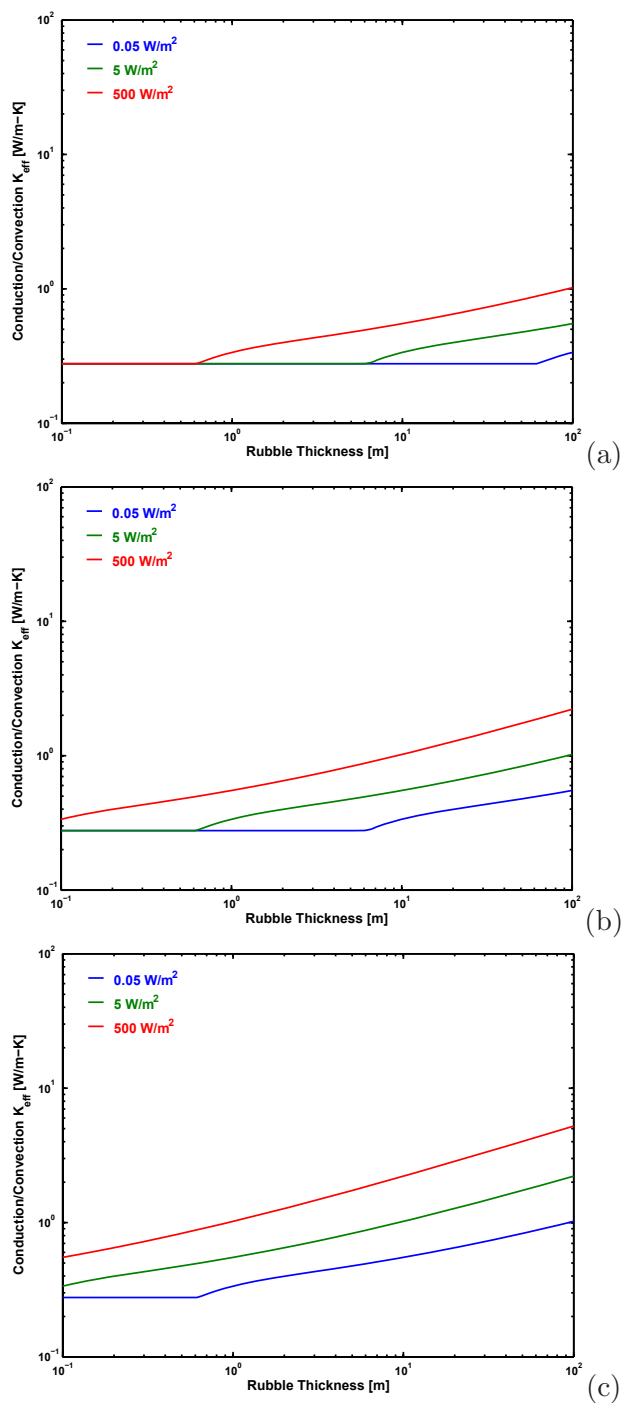 10²
0.05 W/m²
5 W/m²
500 W/m²
10¹
10⁰
10⁻¹
Conduction/Convection K_eff [W/m−K]
10⁻¹ 10⁰ 10¹ 10²
Rubble Thickness [m]
(a)
10²
0.05 W/m²
5 W/m²
500 W/m²
10¹
10⁰
10⁻¹
Conduction/Convection K_eff [W/m−K]
10⁻¹ 10⁰ 10¹ 10²
Rubble Thickness [m]
(b)
10²
0.05 W/m²
5 W/m²
500 W/m²
10¹
10⁰
10⁻¹
Conduction/Convection K_eff [W/m−K]
10⁻¹ 10⁰ 10¹ 10²
Rubble Thickness [m]
(c)